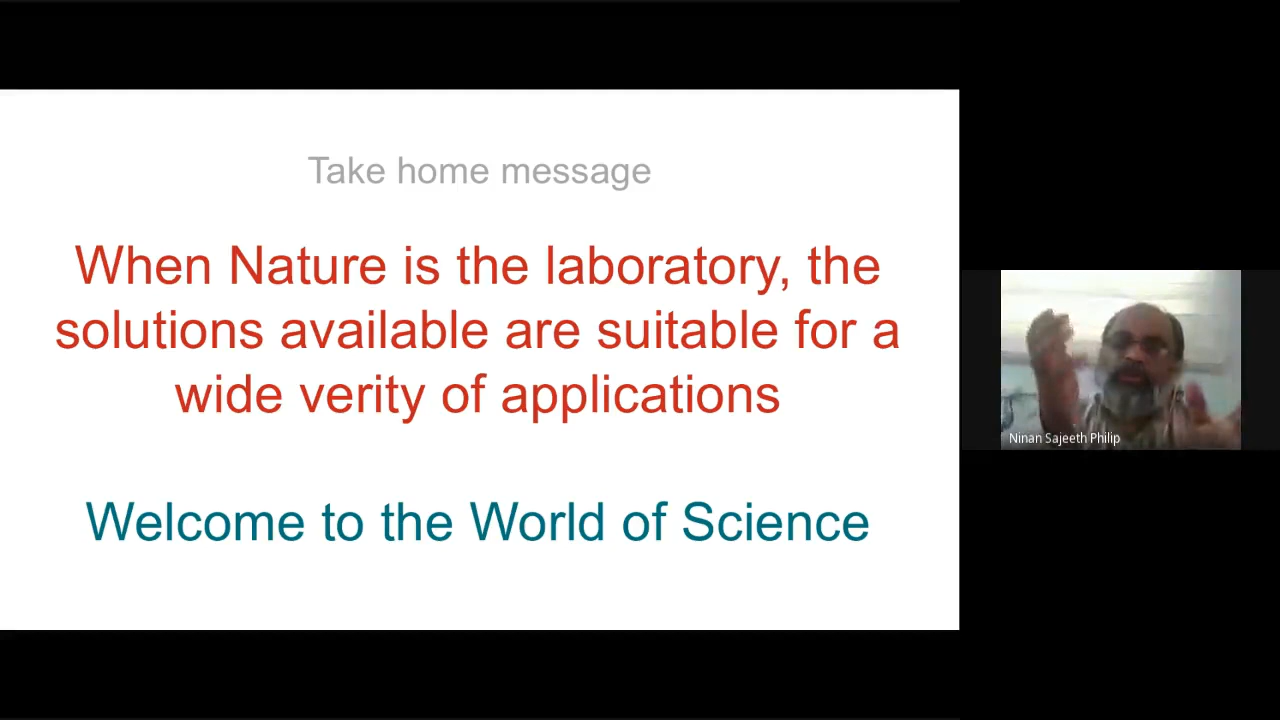 Take home message
When Nature is the laboratory, the
solutions available are suitable for a
wide verity of applications
Welcome to the World of Science
Ninan Sajeeth Philip